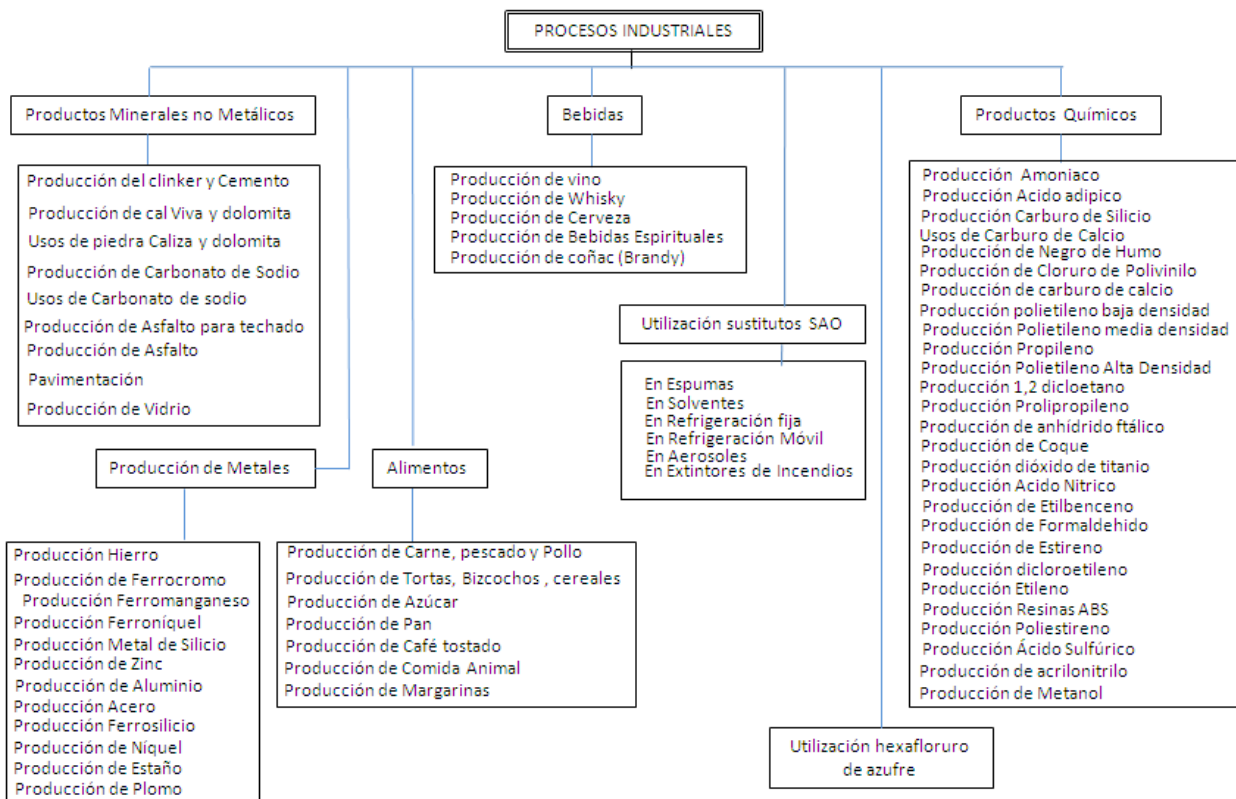 PROCESOS INDUSTRIALES
Productos Minerales no Metálicos
Producción del clinker y Cemento
Producción de cal Viva y dolomita
Usos de piedra Caliza y dolomita
Producción de Carbonato de Sodio
Usos de Carbonato de sodio
Producción de Asfalto para techado
Producción de Asfalto
Pavimentación
Producción de Vidrio
Producción de Metales
Producción Hierro
Producción de Ferrocromo
Producción Ferromanganeso
Producción Ferroníquel
Producción Metal de Silicio
Producción de Zinc
Producción de Aluminio
Producción Acero
Producción Ferrosilicio
Producción de Níquel
Producción de Estaño
Producción de Plomo
Alimentos
Producción de Carne, pescado y Pollo
Producción de Tortas, Bizcochos , cereales
Producción de Azúcar
Producción de Pan
Producción de Café tostado
Producción de Comida Animal
Producción de Margarinas
Bebidas
Producción de vino
Producción de Whisky
Producción de Cerveza
Producción de Bebidas Espirituales
Producción de coñac (Brandy)
Utilización sustitutos SAO
En Espumas
En Solventes
En Refrigeración fija
En Refrigeración Móvil
En Aerosoles
En Extintores de Incendios
Utilización hexafloruro
de azufre
Productos Químicos
Producción Amoniaco
Producción Acido adipico
Producción Carburo de Silicio
Usos de Carburo de Calcio
Producción de Negro de Humo
Producción de Cloruro de Polivinilo
Producción de carburo de calcio
Producción polietileno baja densidad
Producción Polietileno media densidad
Producción Propileno
Producción Polietileno Alta Densidad
Producción 1,2 dicloetano
Producción Prolipropileno
Producción de anhídrido ftálico
Producción de Coque
Producción dióxido de titanio
Producción Acido Nitrico
Producción de Etilbenceno
Producción de Formaldehido
Producción de Estireno
Producción dicloroetileno
Producción Etileno
Producción Resinas ABS
Producción Poliestireno
Producción Ácido Sulfúrico
Producción de acrilonitrilo
Producción de Metanol